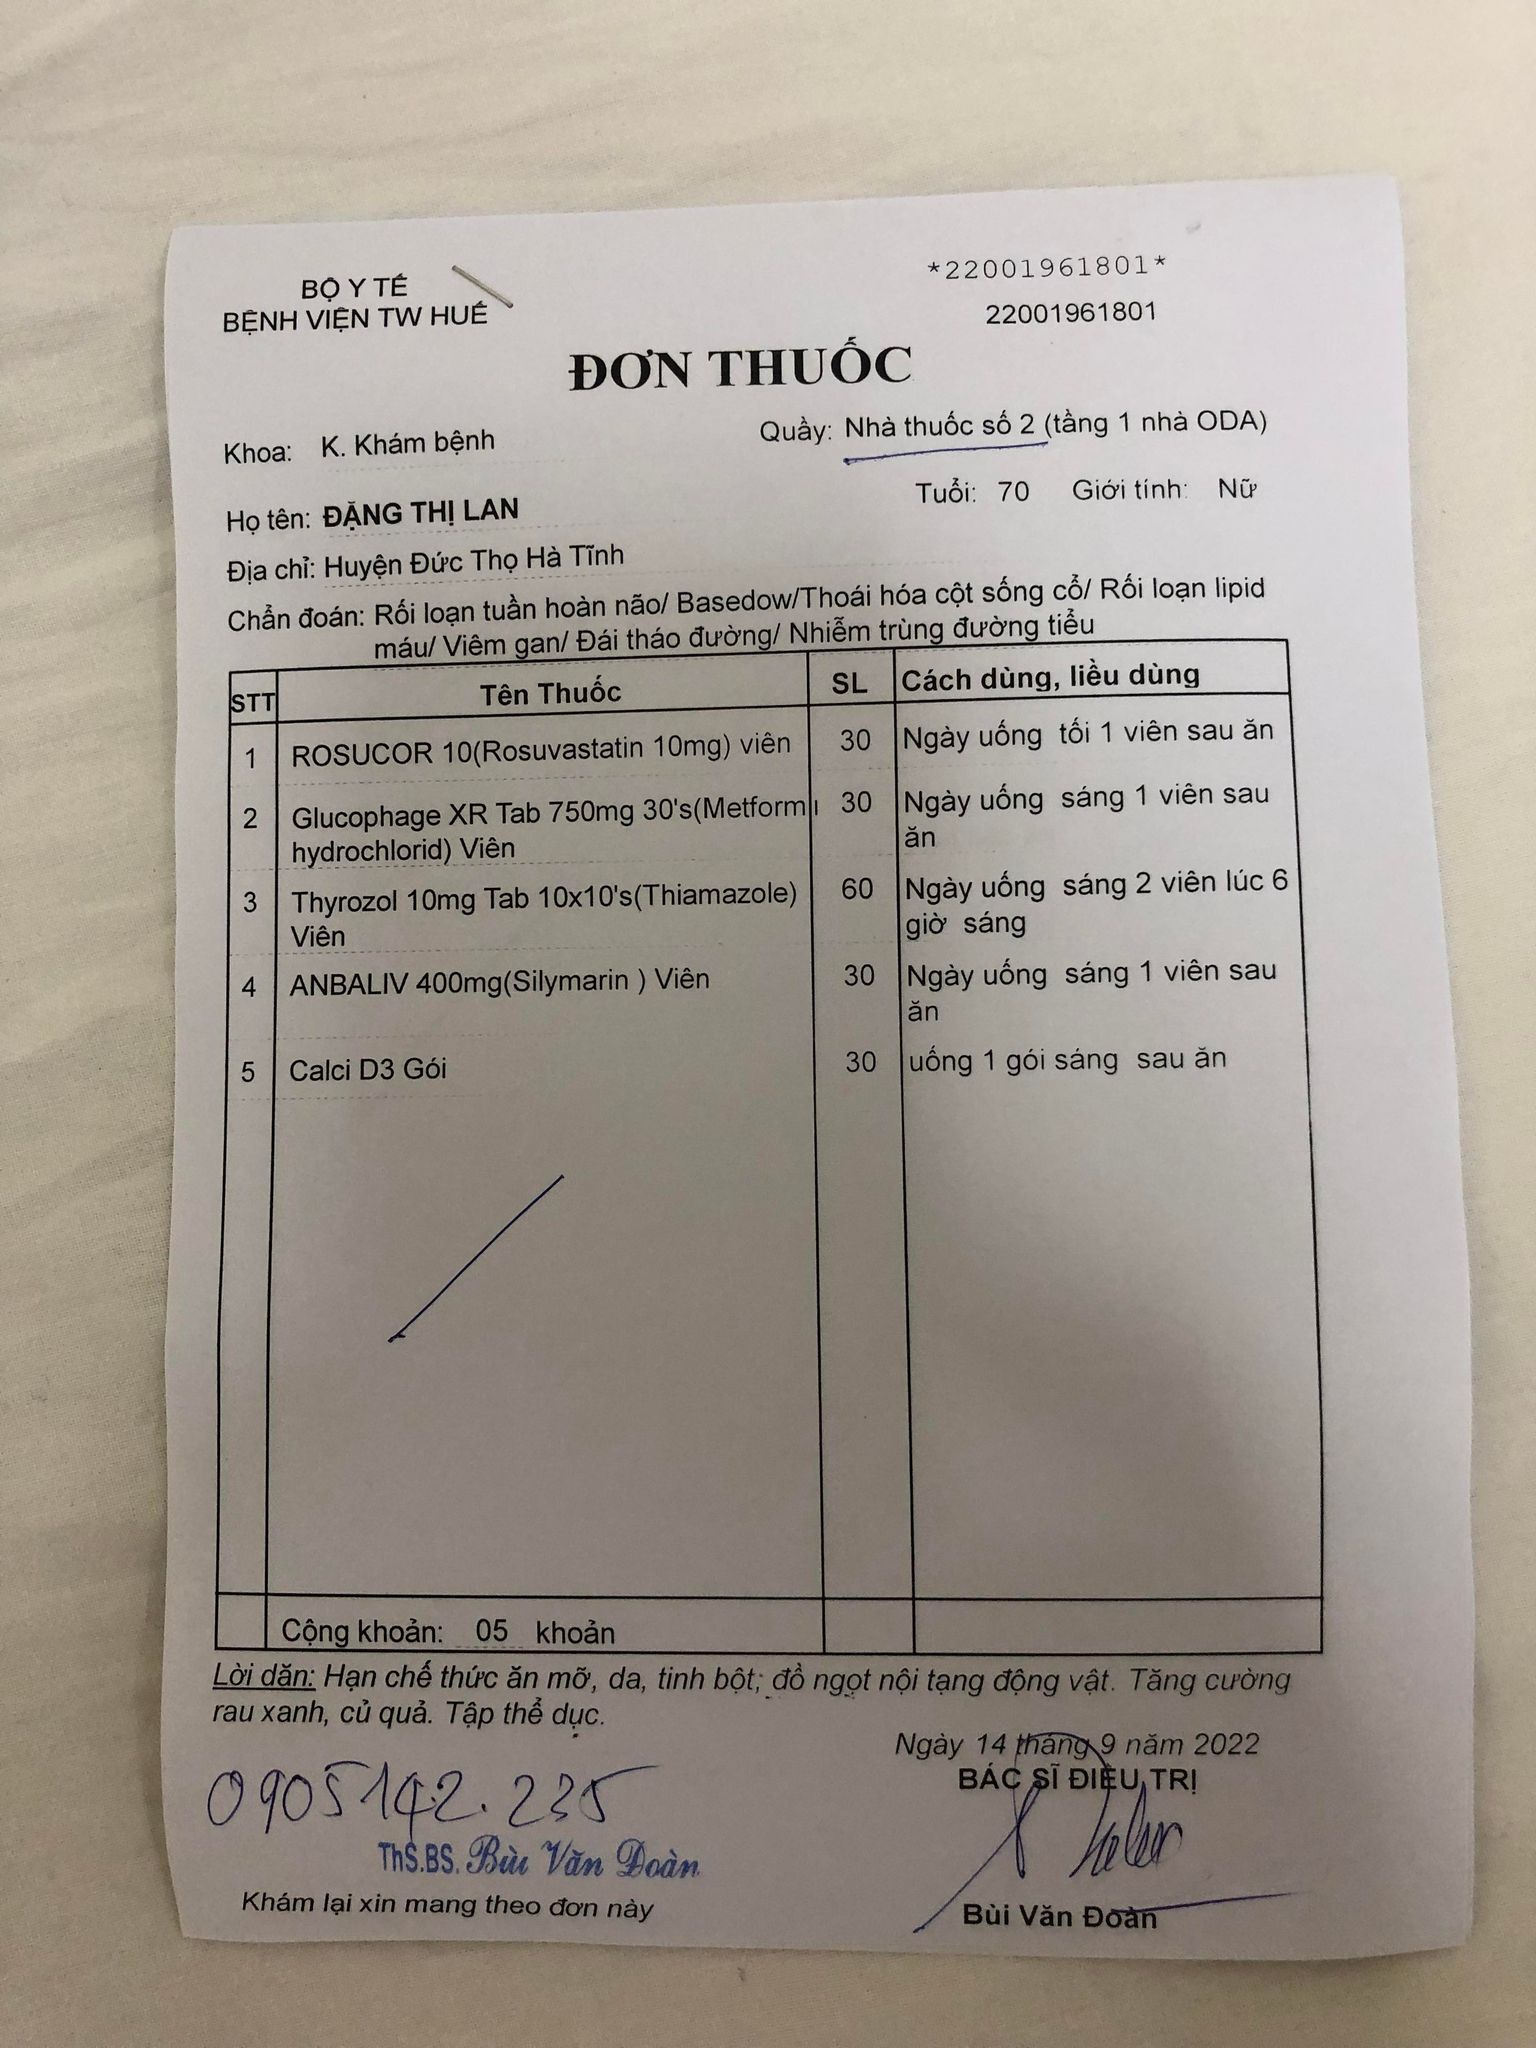 BỘ Y TẾ
BỆNH VIỆN TW HUẾ
*22001961801*
22001961801
ĐƠN THUỐC
Khoa: K. Khám bệnh
Quầy: Nhà thuốc số 2 (tầng 1 nhà ODA)
Họ tên: ĐẶNG THỊ LAN
Tuổi: 70 Giới tính: Nữ
Địa chỉ: Huyện Đức Thọ Hà Tĩnh
Chẩn đoán: Rối loạn tuần hoàn não/ Basedow/Thoái hóa cột sống cổ/ Rối loạn lipid
máu/ Viêm gan/ Đái tháo đường/ Nhiễm trùng đường tiểu
STT Tên Thuốc SL Cách dùng, liều dùng
1 ROSUCOR 10(Rosuvastatin 10mg) viên 30 Ngày uống tối 1 viên sau ăn
2 Glucophage XR Tab 750mg 30's(Metformi 30 Ngày uống sáng 1 viên sau
hydrochlorid) Viên ăn
3 Thyrozol 10mg Tab 10x10's(Thiamazole) 60 Ngày uống sáng 2 viên lúc 6
Viên giờ sáng
4 ANBALIV 400mg(Silymarin ) Viên 30 Ngày uống sáng 1 viên sau
ăn
5 Calci D3 Gói 30 uống 1 gói sáng sau ăn
Cộng khoản: 05 khoản
Lời dăn: Hạn chế thức ăn mỡ, da, tinh bột; đồ ngọt nội tạng động vật. Tăng cường
rau xanh, củ quả. Tập thể dục.
Ngày 14 tháng 9 năm 2022
BÁC SĨ ĐIỀU TRỊ
0905142.235
ThS.BS. Bùi Văn Đoàn
Khám lại xin mang theo đơn này
Bùi Văn Đoàn